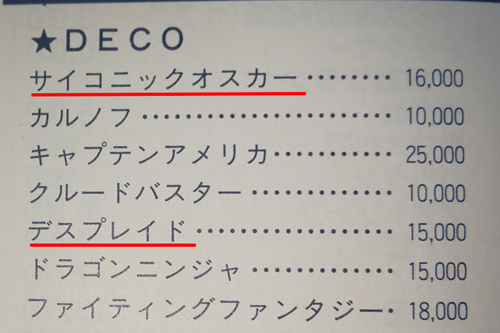 ★DECO
サイコニックオスカー········ 16,000
カルノフ······················· 10,000
キャプテンアメリカ··········· 25,000
クルードバスター············· 10,000
デスプレイド·················· 15,000
ドラゴンニンジャ············· 15,000
ファイティングファンタジー· 18,000